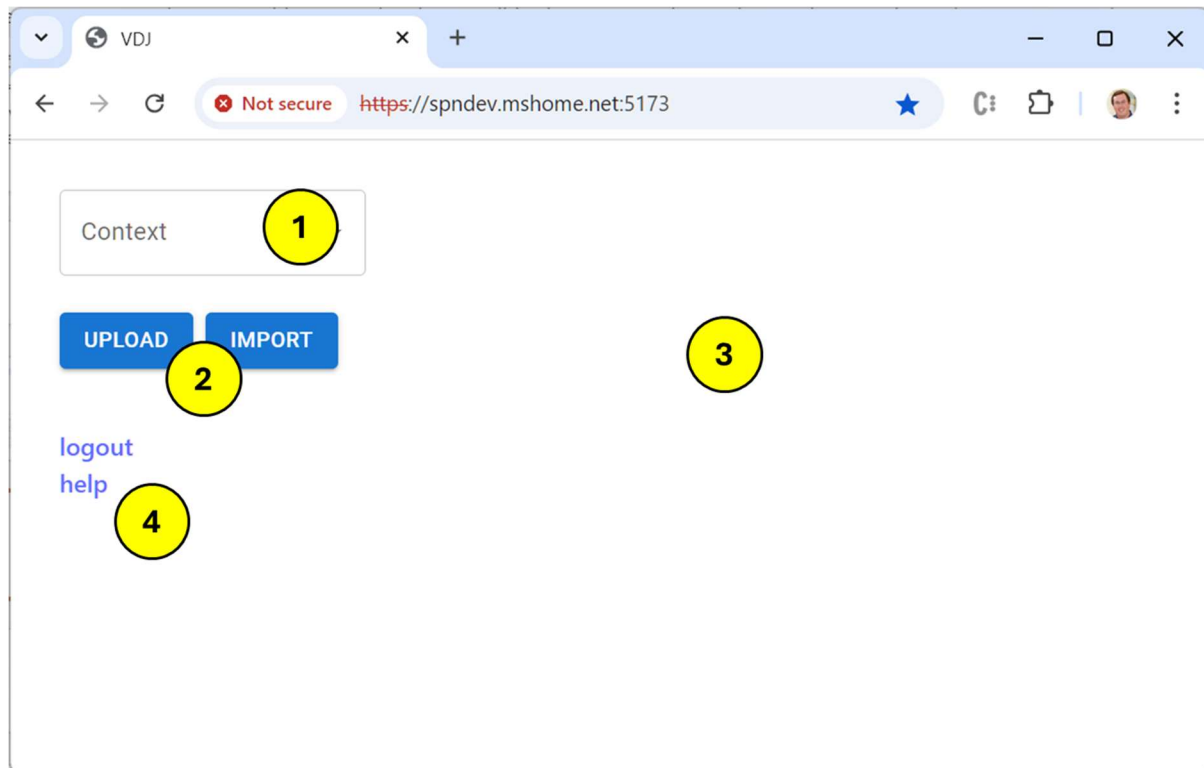 VDJ
Not secure https://spndev.mshome.net:5173
Context 1
UPLOAD IMPORT
2
3
logout
help
4